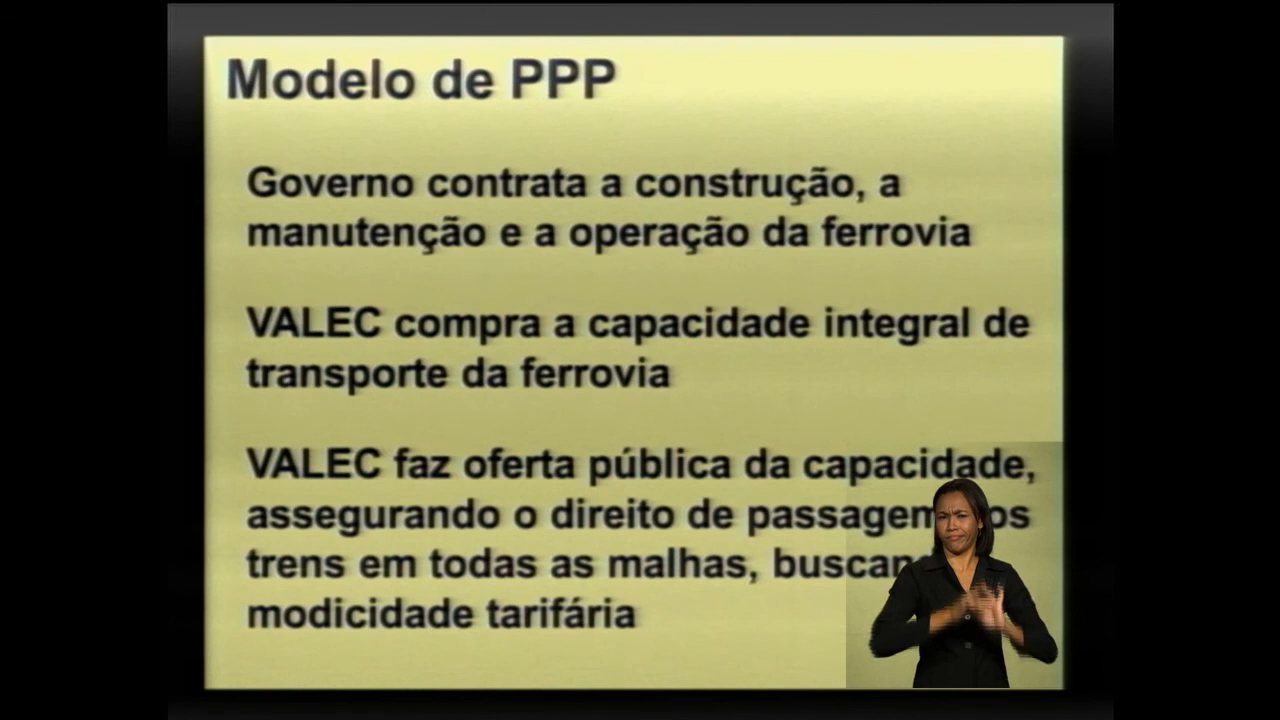 Modelo de PPP
Governo contrata a construção, a
manutenção e a operação da ferrovia
VALEC compra a capacidade integral de
transporte da ferrovia
VALEC faz oferta pública da capacidade,
assegurando o direito de passagem os
trens em todas as malhas, buscan
modicidade tarifária